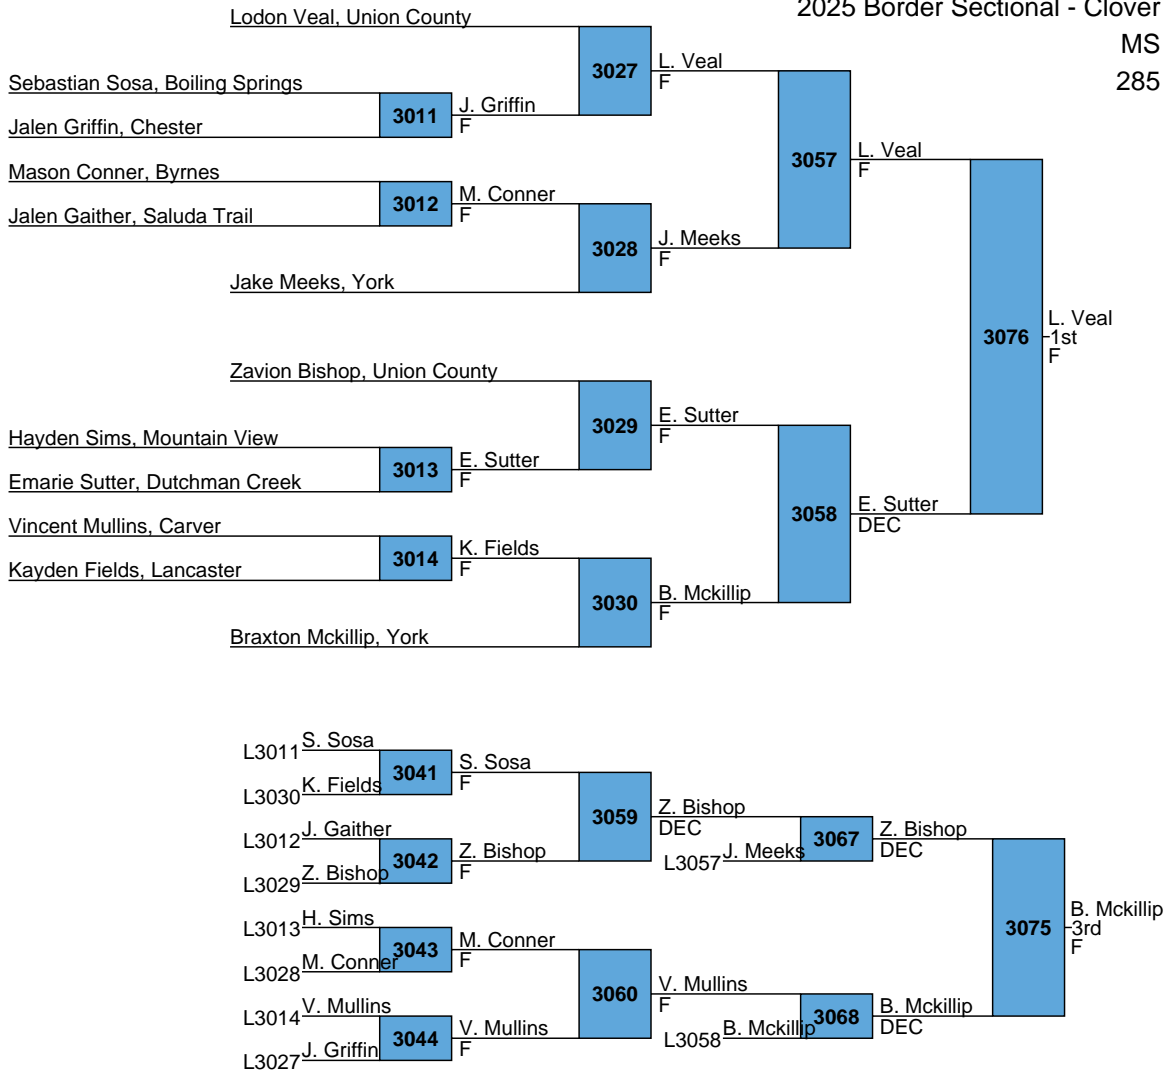 2025 Border Sectional - Clover
MS
285
Lodon Veal, Union County
3027
L. Veal
F
Sebastian Sosa, Boiling Springs
3011
J. Griffin
F
Jalen Griffin, Chester
3057
L. Veal
F
Mason Conner, Byrnes
3012
M. Conner
F
Jalen Gaither, Saluda Trail
3028
J. Meeks
F
Jake Meeks, York
3076
L. Veal
1st
F
Zavion Bishop, Union County
3029
E. Sutter
F
Hayden Sims, Mountain View
3013
E. Sutter
F
Emarie Sutter, Dutchman Creek
3058
E. Sutter
DEC
Vincent Mullins, Carver
3014
K. Fields
F
Kayden Fields, Lancaster
3030
B. Mckillip
F
Braxton Mckillip, York
L3011
S. Sosa
3041
S. Sosa
F
L3030
K. Fields
3059
Z. Bishop
DEC
L3012
J. Gaither
3042
Z. Bishop
F
L3029
Z. Bishop
L3057
J. Meeks
3067
Z. Bishop
DEC
L3013
H. Sims
3043
M. Conner
F
L3028
M. Conner
3075
B. Mckillip
3rd
F
3060
V. Mullins
F
L3014
V. Mullins
3044
V. Mullins
F
L3027
J. Griffin
L3058
B. Mckillip
3068
B. Mckillip
DEC